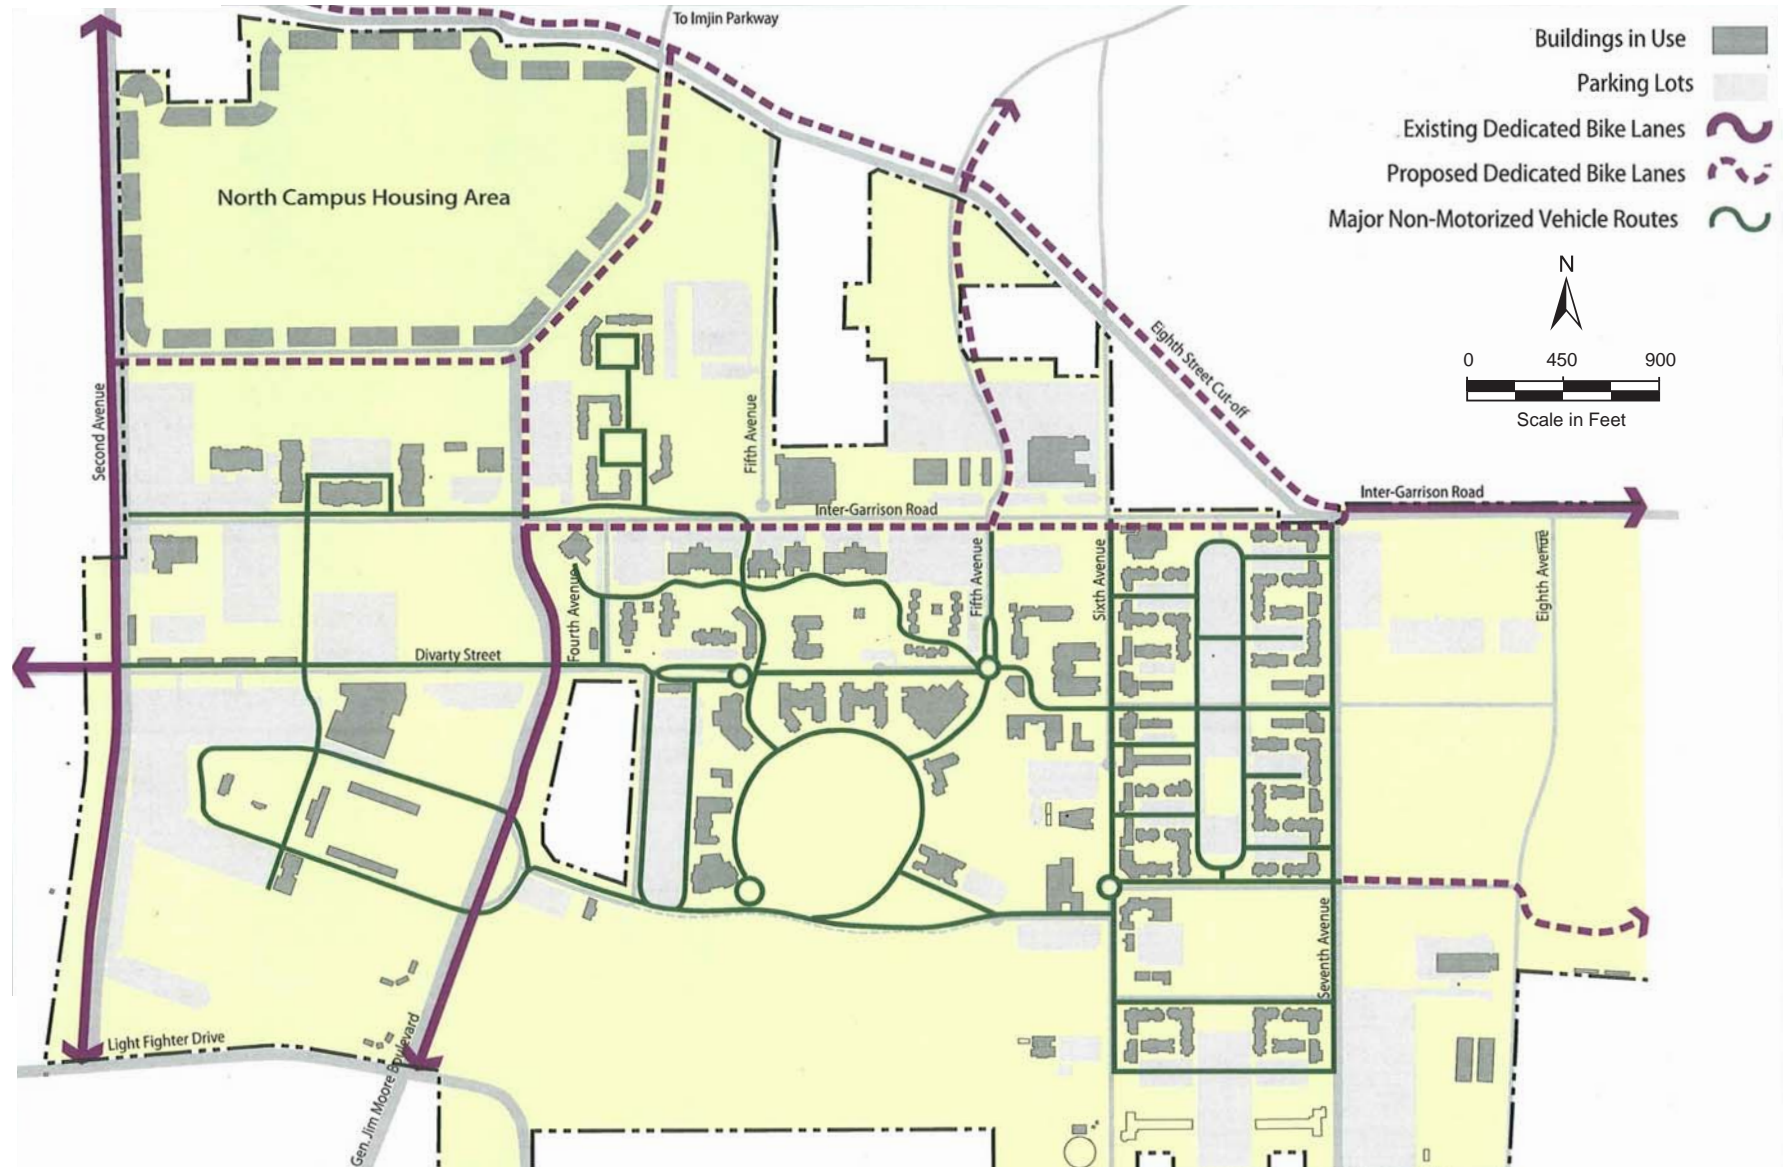 To Imjin Parkway
Buildings in Use
Parking Lots
Existing Dedicated Bike Lanes
Proposed Dedicated Bike Lanes
Major Non-Motorized Vehicle Routes
N
0 450 900
Scale in Feet
North Campus Housing Area
Second Avenue
Fifth Avenue
Eighth Street Cut-off
Inter-Garrison Road
Inter-Garrison Road
Fourth Avenue
Fifth Avenue
Sixth Avenue
Eighth Avenue
Divarty Street
Seventh Avenue
Light Fighter Drive
Gen. Jim Moore Boulevard